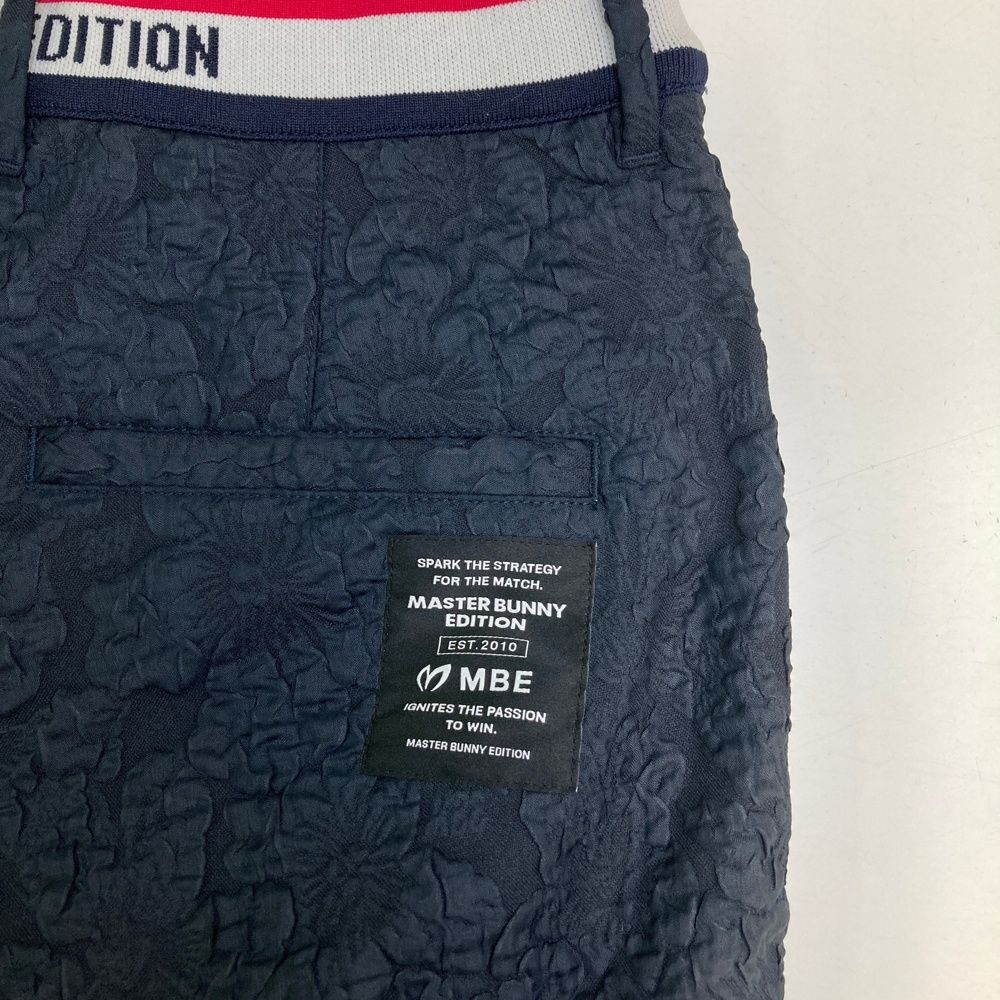 EDITION
SPARK THE STRATEGY
FOR THE MATCH.
MASTER BUNNY
EDITION
EST.2010
MBE
IGNITES THE PASSION
TO WIN.
MASTER BUNNY EDITION